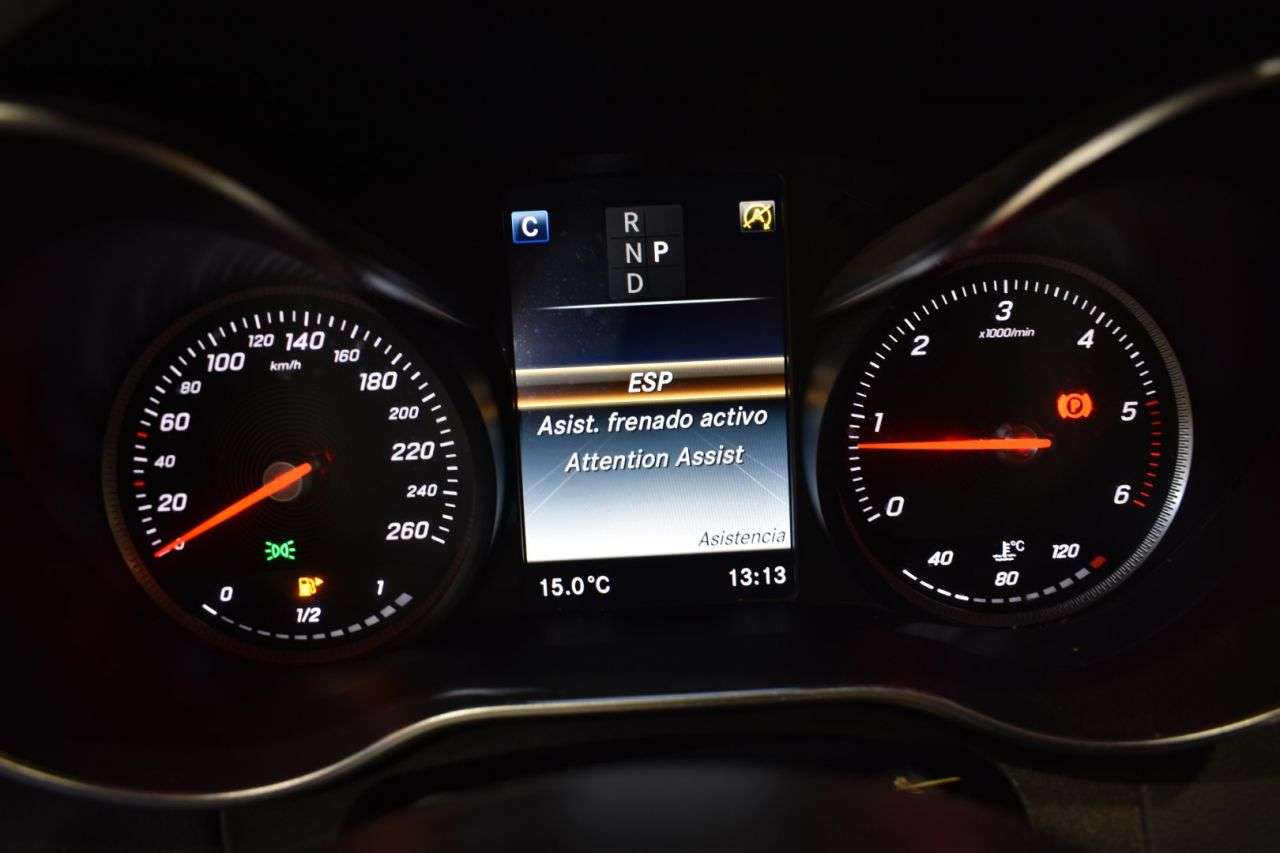 C
R
N P
D
A
ESP
Asist. frenado activo
Attention Assist
Asistencia
15.0°C
13:13
0
20
40
60
80
100
120
140
160
180
200
220
240
260
km/h
0
1/2
1
0
1
2
3
4
5
6
x1000/min
P
40
80
120
°C